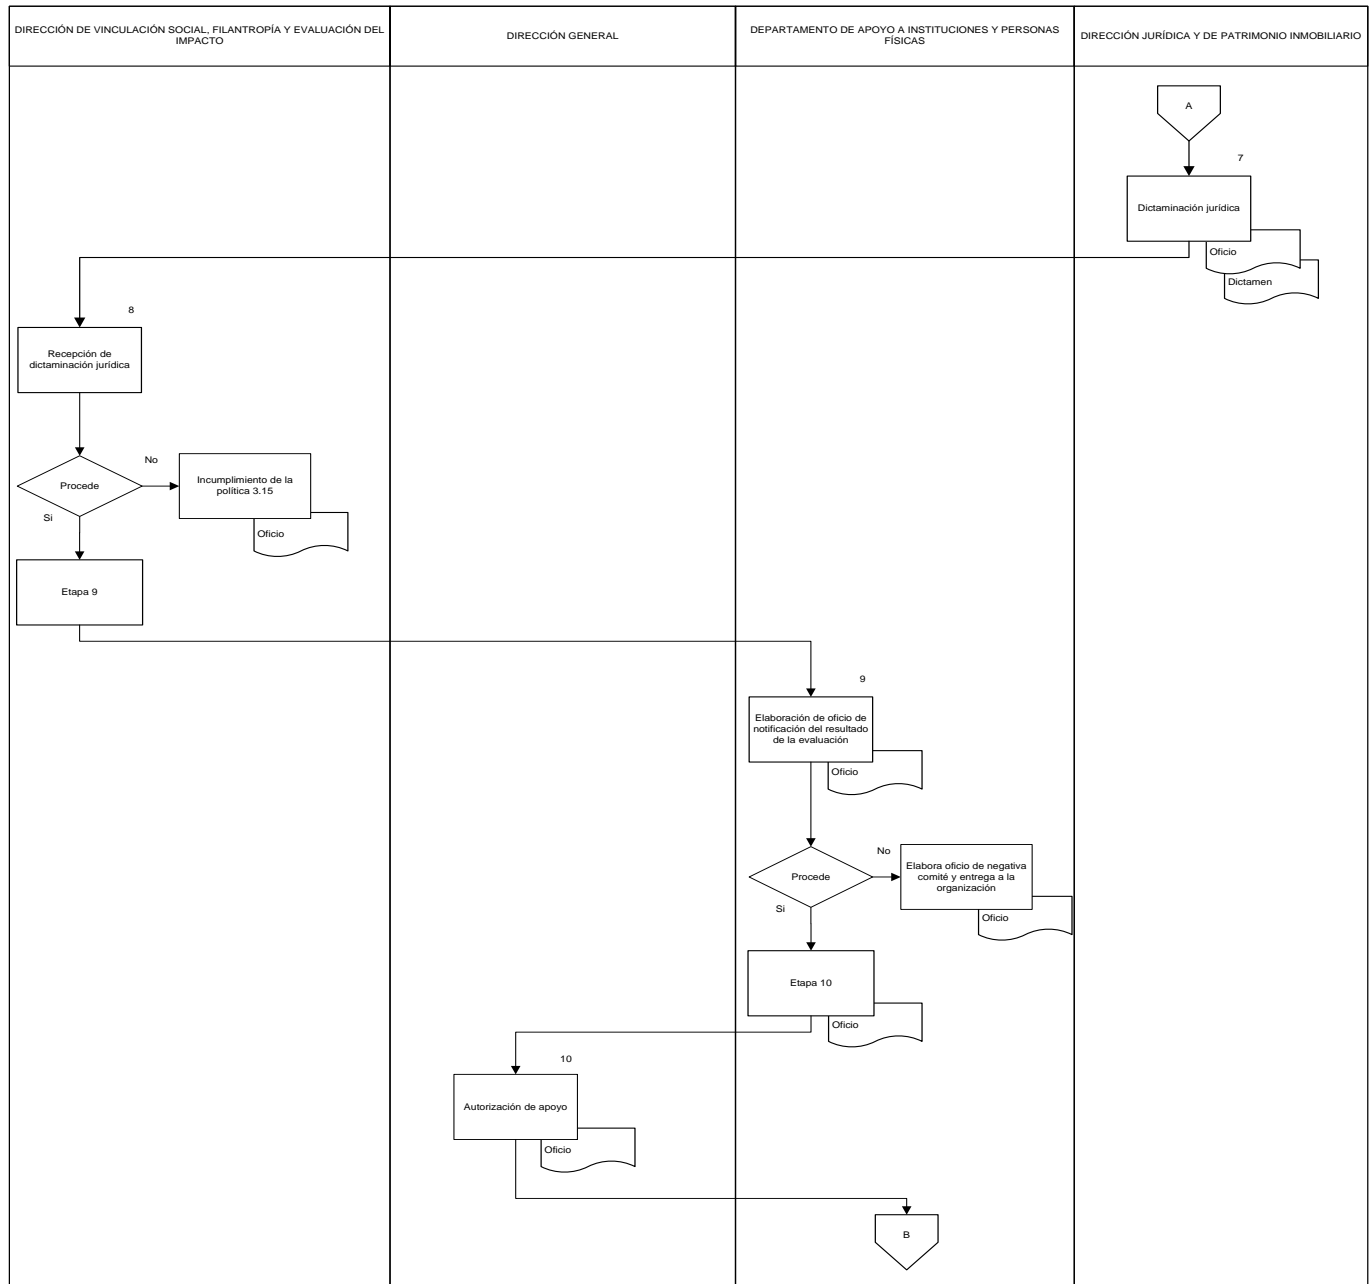 DIRECCIÓN DE VINCULACIÓN SOCIAL, FILANTROPÍA Y EVALUACIÓN DEL
IMPACTO
DIRECCIÓN GENERAL
DEPARTAMENTO DE APOYO A INSTITUCIONES Y PERSONAS
FÍSICAS
DIRECCIÓN JURÍDICA Y DE PATRIMONIO INMOBILIARIO
A
7
Dictaminación jurídica
Oficio
Dictamen
8
Recepción de
dictaminación jurídica
Procede
No
Si
Incumplimiento de la
política 3.15
Oficio
Etapa 9
9
Elaboración de oficio de
notificación del resultado
de la evaluación
Oficio
Procede
No
Si
Elabora oficio de negativa
comité y entrega a la
organización
Oficio
Etapa 10
Oficio
10
Autorización de apoyo
Oficio
B